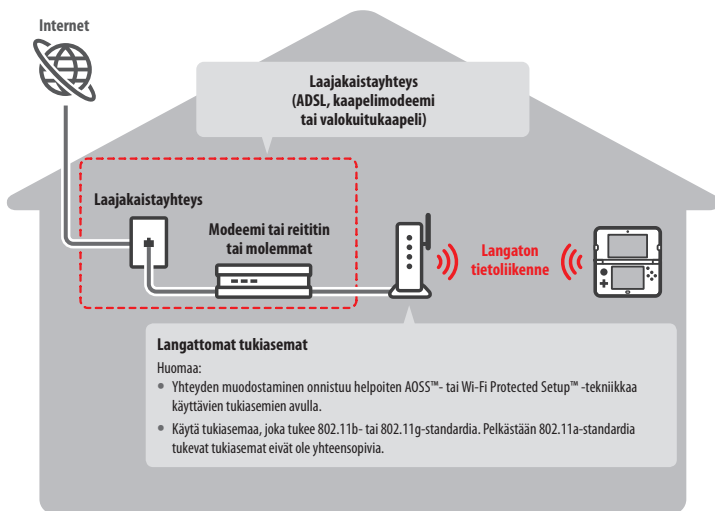 Internet
Laajakaistayhteys
(ADSL, kaapelimodeemi
tai valokuitukaapeli)
Laajakaistayhteys
Modeemi tai reititin
tai molemmat
Langaton
tietoliikenne
Langattomat tukiasemat
Huomaa:
• Yhteyden muodostaminen onnistuu helpoiten AOSS™- tai Wi-Fi Protected Setup™ -tekniikkaa
käyttävien tukiasemien avulla.
• Käytä tukiasemaa, joka tukee 802.11b- tai 802.11g-standardia. Pelkästään 802.11a-standardia
tukevat tukiasemat eivät ole yhteensopivia.